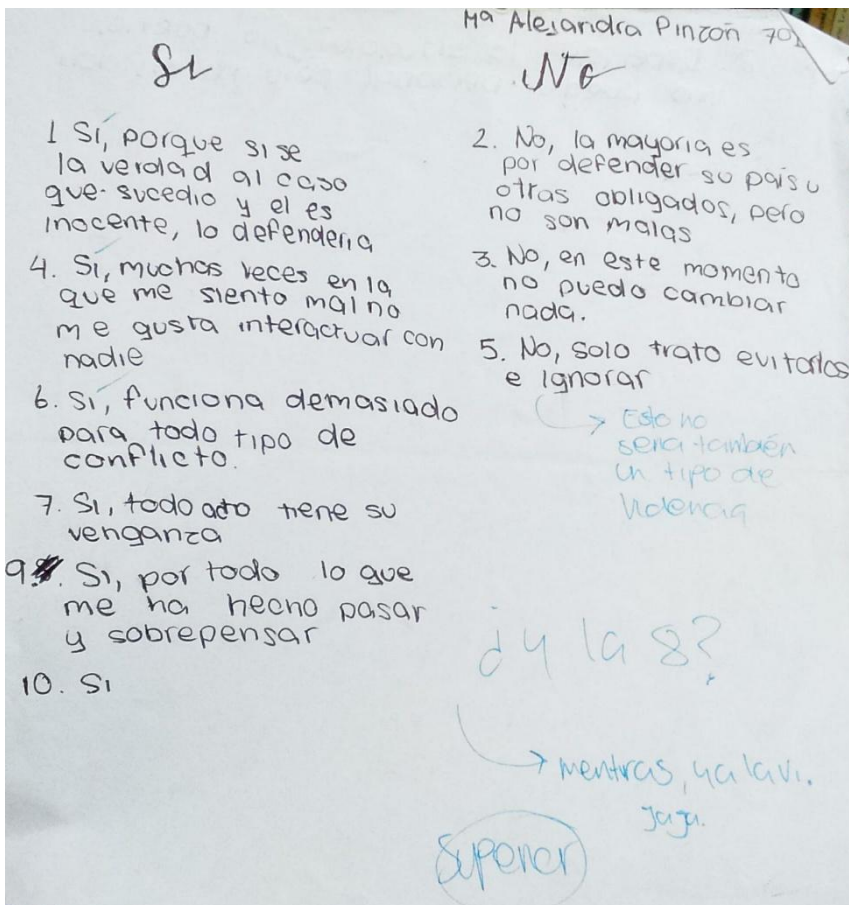 Mª Alejandra Pinzón 702
Si
1 Sí, porque si se
la verdad al caso
que sucedio y el es
inocente, lo defenderia
4. Si, muchas veces en la
que me siento mal no
me gusta interactuar con
nadie
6. Si, funciona demasiado
para todo tipo de
conflicto.
7. Si, todo acto tiene su
venganza
9. Si, por todo lo que
me ha hecho pasar
y sobrepensar
10. Si
No
2. No, la mayoria es
por defender su pais u
otras obligados, pero
no son malas
3. No, en este momento
no puedo cambiar
nada.
5. No, solo trato evitarlos
e ignorar
Esto no
seria también
un tipo de
violencia
¿y la 8?
mentiras, ya la vi.
jaja.
Superior